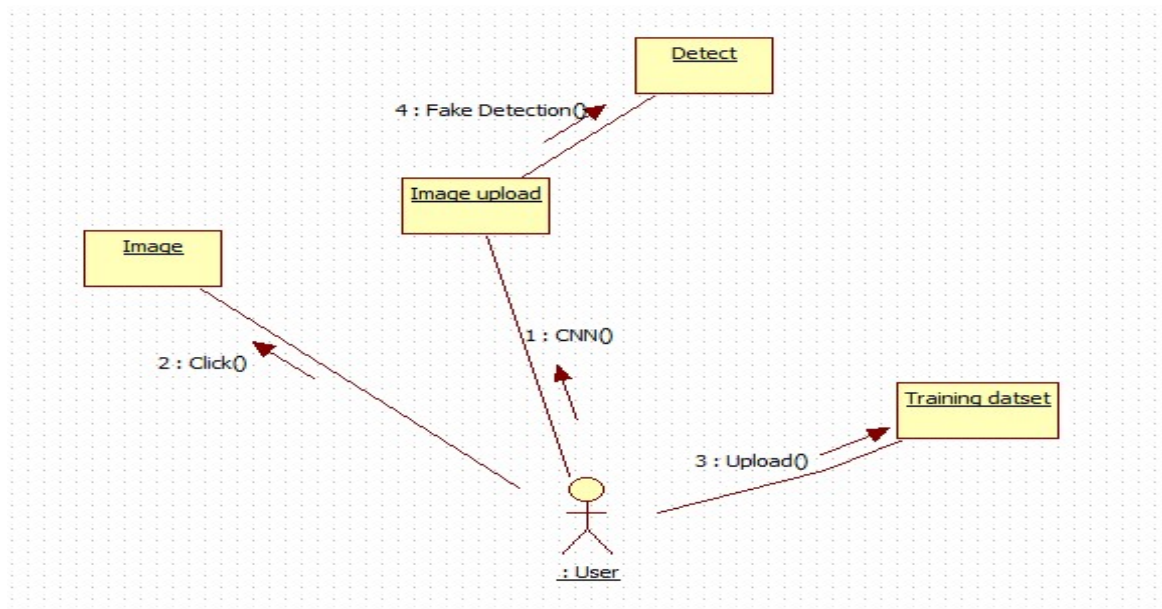 Detect
4 : Fake Detection()
Image upload
Image
1 : CNN()
2 : Click()
Training datset
3 : Upload()
: User